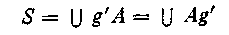 S = ∪ g′A = ∪ Ag′